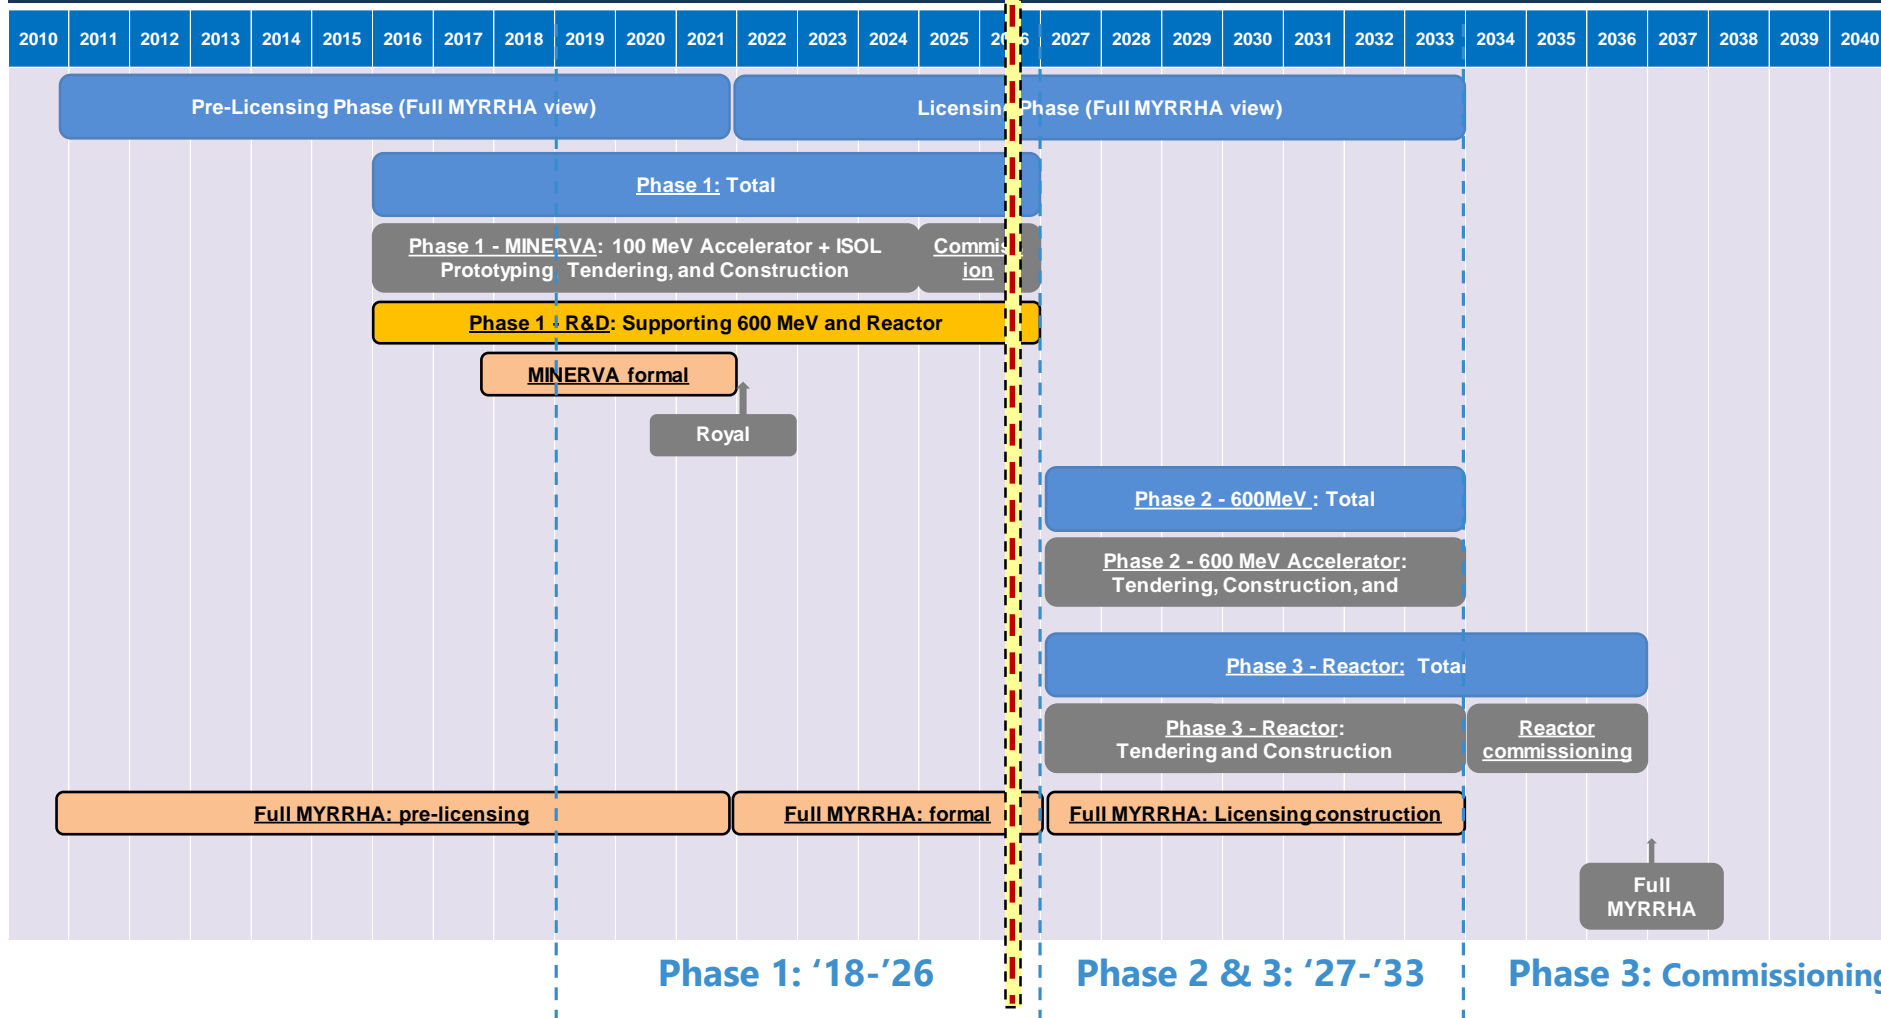 2010 2011 2012 2013 2014 2015 2016 2017 2018 2019 2020 2021 2022 2023 2024 2025 2026 2027 2028 2029 2030 2031 2032 2033 2034 2035 2036 2037 2038 2039 2040
Pre-Licensing Phase (Full MYRRHA view)
Licensing Phase (Full MYRRHA view)
Phase 1: Total
Phase 1 - MINERVA: 100 MeV Accelerator + ISOL
Prototyping Tendering, and Construction
Commiss
ion
Phase 1 - R&D: Supporting 600 MeV and Reactor
MINERVA formal
Royal
Phase 2 - 600MeV : Total
Phase 2 - 600 MeV Accelerator:
Tendering, Construction, and
Phase 3 - Reactor: Total
Phase 3 - Reactor:
Tendering and Construction
Reactor
commissioning
Full MYRRHA: pre-licensing
Full MYRRHA: formal
Full MYRRHA: Licensing construction
Full
MYRRHA
Phase 1: ‘18-’26
Phase 2 & 3: ‘27-’33
Phase 3: Commissioning